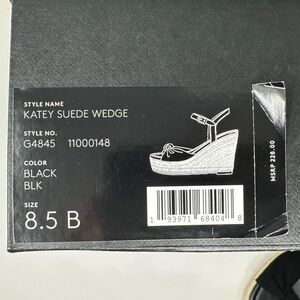 STYLE NAME
KATEY SUEDE WEDGE
STYLE NO.
G4845 11000148
COLOR
BLACK
BLK
SIZE
8.5 B
MSRP 228.00
1 93971 68404 8